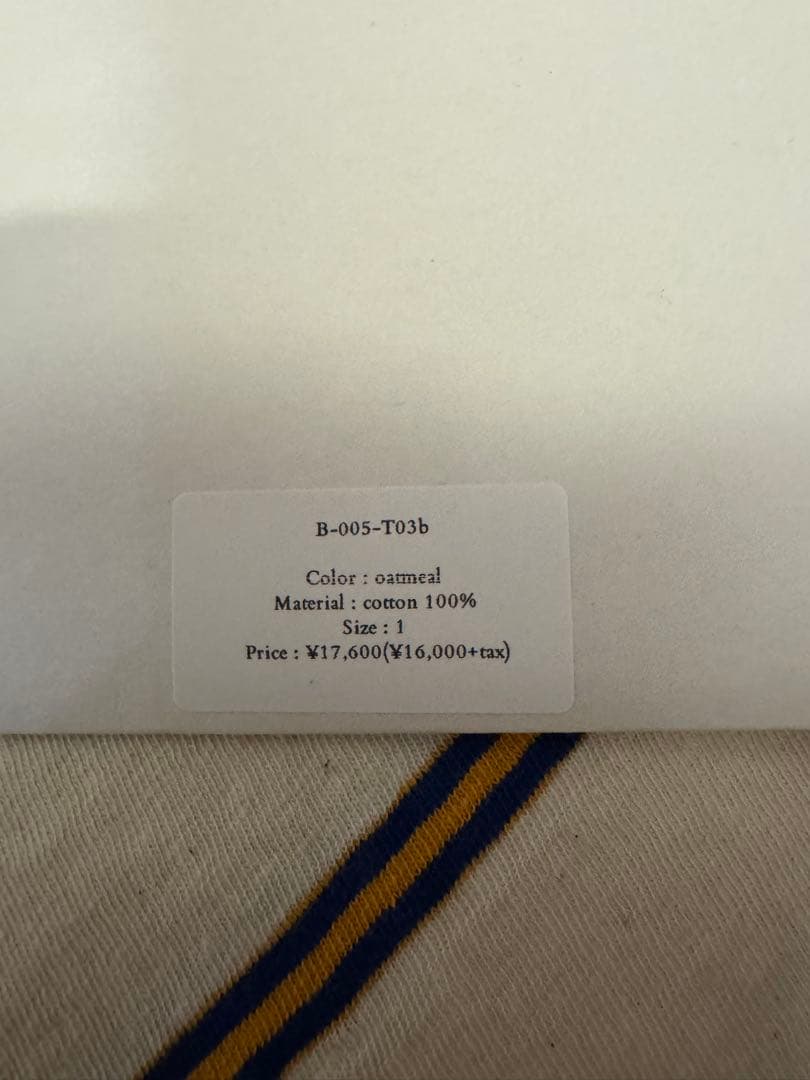 B-005-T03b
Color : oatmeal
Material : cotton 100%
Size : 1
Price : ¥17,600(¥16,000+tax)